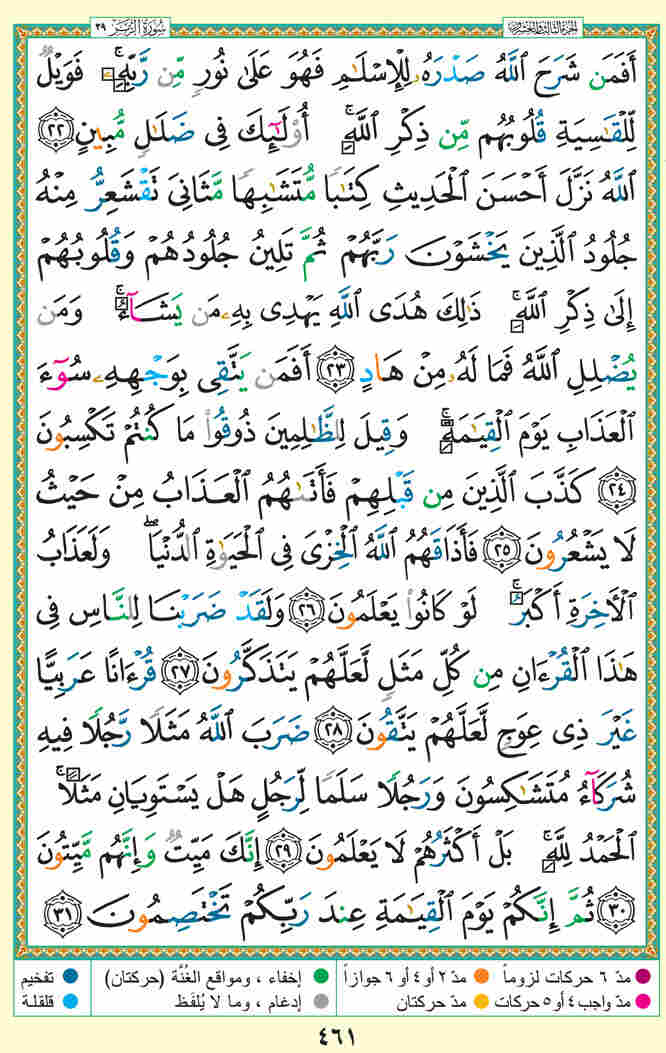 سُورَةُ الزُّمَرِ ٣٩
الجزء الثالث والعشرون
أَفَمَن شَرَحَ ٱللَّهُ صَدْرَهُۥ لِلْإِسْلَٰمِ فَهُوَ عَلَىٰ نُورٍ مِّن رَّبِّهِۦ ۚ فَوَيْلٌ
لِّلْقَٰسِيَةِ قُلُوبُهُم مِّن ذِكْرِ ٱللَّهِ ۚ أُو۟لَٰٓئِكَ فِى ضَلَٰلٍ مُّبِينٍ ٢٢
ٱللَّهُ نَزَّلَ أَحْسَنَ ٱلْحَدِيثِ كِتَٰبًا مُّتَشَٰبِهًا مَّثَانِىَ تَقْشَعِرُّ مِنْهُ
جُلُودُ ٱلَّذِينَ يَخْشَوْنَ رَبَّهُمْ ثُمَّ تَلِينُ جُلُودُهُمْ وَقُلُوبُهُمْ
إِلَىٰ ذِكْرِ ٱللَّهِ ۚ ذَٰلِكَ هُدَى ٱللَّهِ يَهْدِى بِهِۦ مَن يَشَآءُ ۚ وَمَن
يُضْلِلِ ٱللَّهُ فَمَا لَهُۥ مِنْ هَادٍ ٢٣ أَفَمَن يَتَّقِى بِوَجْهِهِۦ سُوٓءَ
ٱلْعَذَابِ يَوْمَ ٱلْقِيَٰمَةِ ۚ وَقِيلَ لِلظَّٰلِمِينَ ذُوقُوا۟ مَا كُنتُمْ تَكْسِبُونَ
٢٤ كَذَّبَ ٱلَّذِينَ مِن قَبْلِهِمْ فَأَتَىٰهُمُ ٱلْعَذَابُ مِنْ حَيْثُ
لَا يَشْعُرُونَ ٢٥ فَأَذَاقَهُمُ ٱللَّهُ ٱلْخِزْىَ فِى ٱلْحَيَوٰةِ ٱلدُّنْيَا ۖ وَلَعَذَابُ
ٱلْءَاخِرَةِ أَكْبَرُ ۚ لَوْ كَانُوا۟ يَعْلَمُونَ ٢٦ وَلَقَدْ ضَرَبْنَا لِلنَّاسِ فِى
هَٰذَا ٱلْقُرْءَانِ مِن كُلِّ مَثَلٍ لَّعَلَّهُمْ يَتَذَكَّرُونَ ٢٧ قُرْءَانًا عَرَبِيًّا
غَيْرَ ذِى عِوَجٍ لَّعَلَّهُمْ يَتَّقُونَ ٢٨ ضَرَبَ ٱللَّهُ مَثَلًا رَّجُلًا فِيهِ
شُرَكَآءُ مُتَشَٰكِسُونَ وَرَجُلًا سَلَمًا لِّرَجُلٍ هَلْ يَسْتَوِيَانِ مَثَلًا ۚ
ٱلْحَمْدُ لِلَّهِ ۚ بَلْ أَكْثَرُهُمْ لَا يَعْلَمُونَ ٢٩ إِنَّكَ مَيِّتٌ وَإِنَّهُم مَّيِّتُونَ
٣٠ ثُمَّ إِنَّكُمْ يَوْمَ ٱلْقِيَٰمَةِ عِندَ رَبِّكُمْ تَخْتَصِمُونَ ٣١
مدّ ٦ حركات لزوماً مدّ ٢ أو ٤ أو ٦ جوازاً إخفاء ، ومواقع الغُنَّة (حركتان) تفخيم
مدّ واجب ٤ أو ٥ حركات مدّ حركتان إدغام ، وما لا يُلفَظ قلقلة
٤٦١